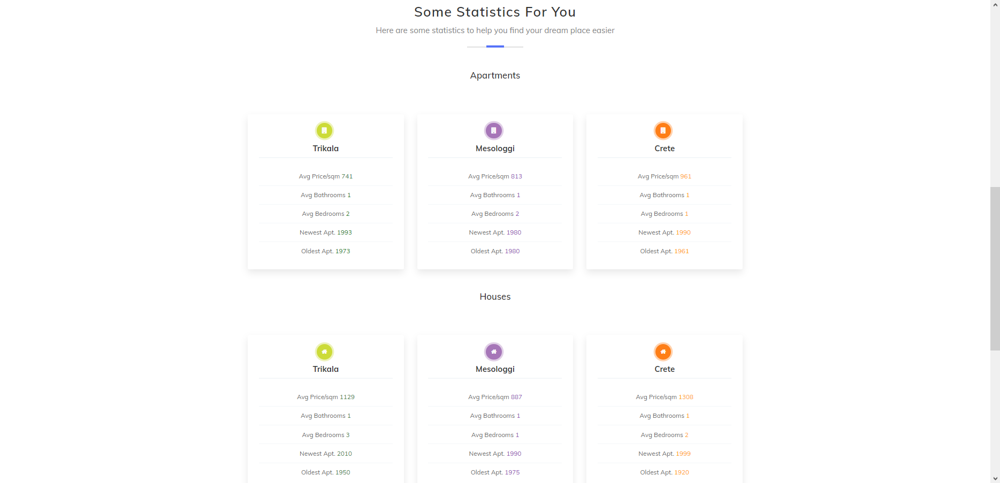 Some Statistics For You
Here are some statistics to help you find your dream place easier
Apartments
Trikala
Avg Price/sqm 741
Avg Bathrooms 1
Avg Bedrooms 2
Newest Apt. 1993
Oldest Apt. 1973
Mesologgi
Avg Price/sqm 813
Avg Bathrooms 1
Avg Bedrooms 2
Newest Apt. 1980
Oldest Apt. 1980
Crete
Avg Price/sqm 961
Avg Bathrooms 1
Avg Bedrooms 1
Newest Apt. 1990
Oldest Apt. 1961
Houses
Trikala
Avg Price/sqm 1129
Avg Bathrooms 1
Avg Bedrooms 3
Newest Apt. 2010
Oldest Apt. 1950
Mesologgi
Avg Price/sqm 887
Avg Bathrooms 1
Avg Bedrooms 1
Newest Apt. 1990
Oldest Apt. 1975
Crete
Avg Price/sqm 1308
Avg Bathrooms 1
Avg Bedrooms 2
Newest Apt. 1999
Oldest Apt. 1920